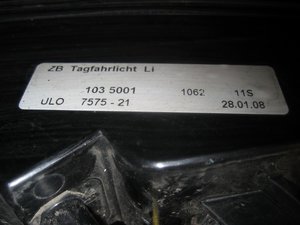 ZB Tagfahrlicht Li
103 5001 1062 11S
ULO 7575 - 21 28.01.08